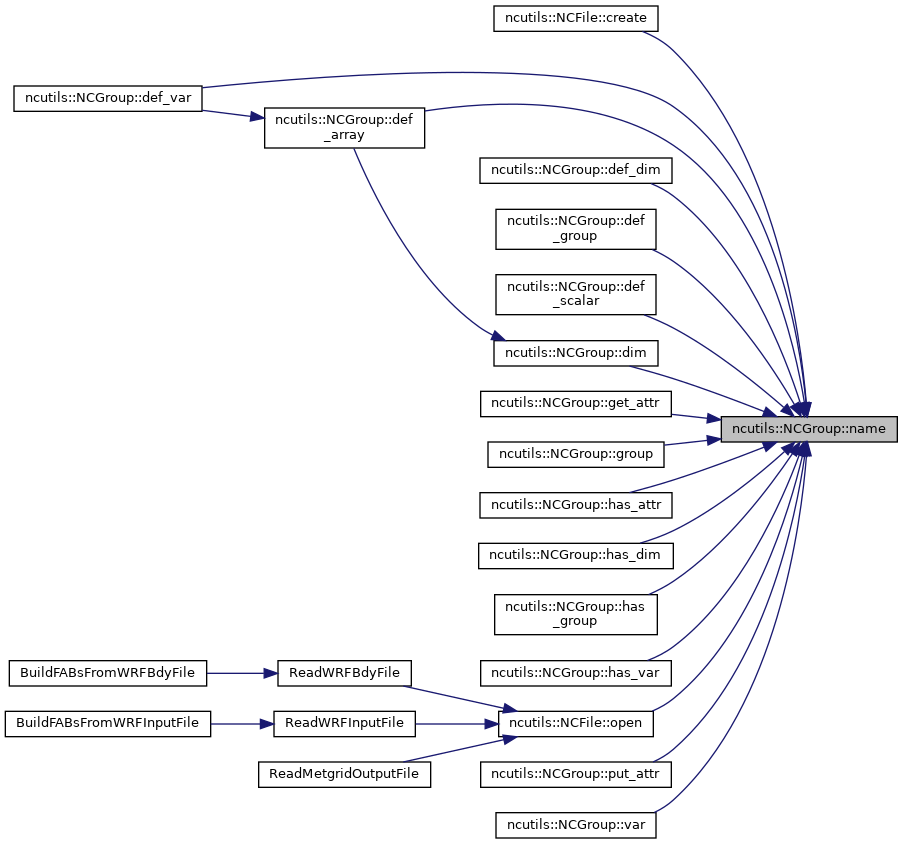 ncutils::NCFile::create
ncutils::NCGroup::def_var
ncutils::NCGroup::def
_array
ncutils::NCGroup::def_dim
ncutils::NCGroup::def
_group
ncutils::NCGroup::def
_scalar
ncutils::NCGroup::dim
ncutils::NCGroup::get_attr
ncutils::NCGroup::name
ncutils::NCGroup::group
ncutils::NCGroup::has_attr
ncutils::NCGroup::has_dim
ncutils::NCGroup::has
_group
ncutils::NCGroup::has_var
BuildFABsFromWRFBdyFile
ReadWRFBdyFile
BuildFABsFromWRFInputFile
ReadWRFInputFile
ncutils::NCFile::open
ReadMetgridOutputFile
ncutils::NCGroup::put_attr
ncutils::NCGroup::var